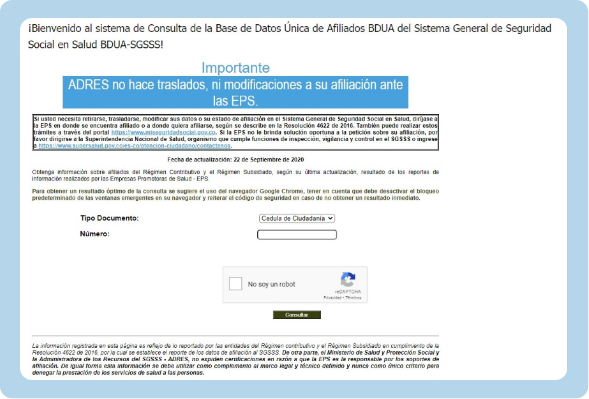 ¡Bienvenido al sistema de Consulta de la Base de Datos Única de Afiliados BDUA del Sistema General de Seguridad
Social en Salud BDUA-SGSSS!
Importante
ADRES no hace traslados, ni modificaciones a su afiliación ante
las EPS.
Si usted necesita retirarse, trasladarse, modificar sus datos o su estado de afiliación en el Sistema General de Seguridad Social en Salud, diríjase a
la EPS en donde se encuentra afiliado o a donde quiera afiliarse, según se describe en la Resolución 4622 de 2016. También puede realizar estos
trámites a través del portal https://www.miseguridadsocial.gov.co. Si la EPS no le brinda solución oportuna a la petición sobre su afiliación, por
favor dirigirse a la Superintendencia Nacional de Salud, organismo que cumple funciones de inspección, vigilancia y control en el SGSSS o ingrese
a https://www.supersalud.gov.co/es-co/atencion-ciudadano/contactenos.
Fecha de actualización: 22 de Septiembre de 2020
Obtenga información sobre afiliados del Régimen Contributivo y el Régimen Subsidiado, según su última actualización, resultado de los reportes de
información realizados por las Empresas Promotoras de Salud - EPS.
Para obtener un resultado óptimo de la consulta se sugiere el uso del navegador Google Chrome, tener en cuenta que debe desactivar el bloqueo
predeterminado de las ventanas emergentes en su navegador y reiterar el código de seguridad en caso de no obtener un resultado inmediato.
Tipo Documento:
Cedula de Ciudadanía
Número:
No soy un robot
reCAPTCHA
Privacidad - Términos
Consultar
La información registrada en esta página es reflejo de lo reportado por las entidades del Régimen contributivo y el Régimen Subsidiado en cumplimiento de la
Resolución 4622 de 2016, por la cual se establece el reporte de los datos de afiliación al SGSSS. De otra parte, el Ministerio de Salud y Protección Social y
la Administradora de los Recursos del SGSSS - ADRES, no expiden certificaciones en razón a que la EPS es la responsable por los soportes de
afiliación. De igual forma esta información se debe utilizar como complemento al marco legal y técnico definido y nunca como único criterio para
denegar la prestación de los servicios de salud a las personas.